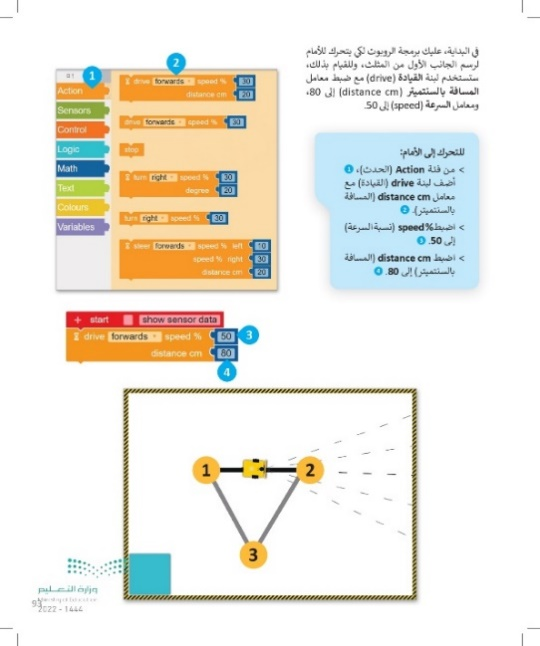 في البداية، عليك برمجة الروبوت لكي يتحرك للأمام
لرسم الجانب الأول من المثلث، وللقيام بذلك،
ستستخدم لبنة القيادة (drive) مع ضبط معامل
المسافة بالسنتميتر (distance cm) إلى 80،
ومعامل السرعة (speed) إلى 50.
للتحرك إلى الأمام:
> من فئة Action (الحدث)، 1
أضف لبنة drive (القيادة) مع
معامل distance cm (المسافة
بالسنتميتر). 2
> اضبط speed% (نسبة السرعة)
إلى 50. 3
> اضبط distance cm (المسافة
بالسنتميتر) إلى 80. 4
1
2
Action
Sensors
Control
Logic
Math
Text
Colours
Variables
drive forwards speed % 30
distance cm 20
drive forwards speed % 30
stop
turn right speed % 30
degree 20
turn right speed % 30
steer forwards speed % left 10
speed % right 30
distance cm 20
+ start show sensor data
drive forwards speed % 50
distance cm 80
3
4
1
2
3
وزارة التعليم
Ministry of Education
93
2022 - 1444